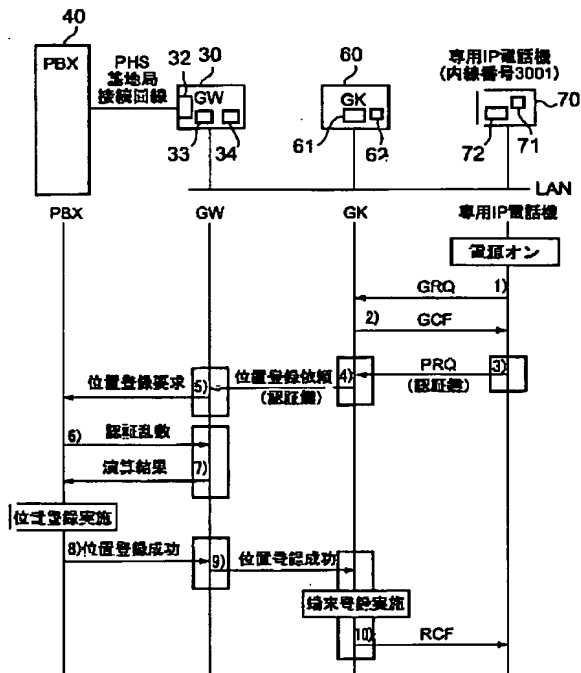 40
PBX
PHS
基地局
接続回線
32
30
GW
33
34
60
GK
61
62
専用IP電話機
(内線番号3001)
70
72
71
LAN
PBX
GW
GK
専用IP電話機
電源オン
GRQ
1)
2)
GCF
PRQ
3)
(認証鍵)
位置登録依頼
4)
(認証鍵)
位置登録要求
5)
6)
認証乱数
演算結果
7)
位置登録実施
8)位置登録成功
9)
位置登認成功
端末登録実施
10)
RCF